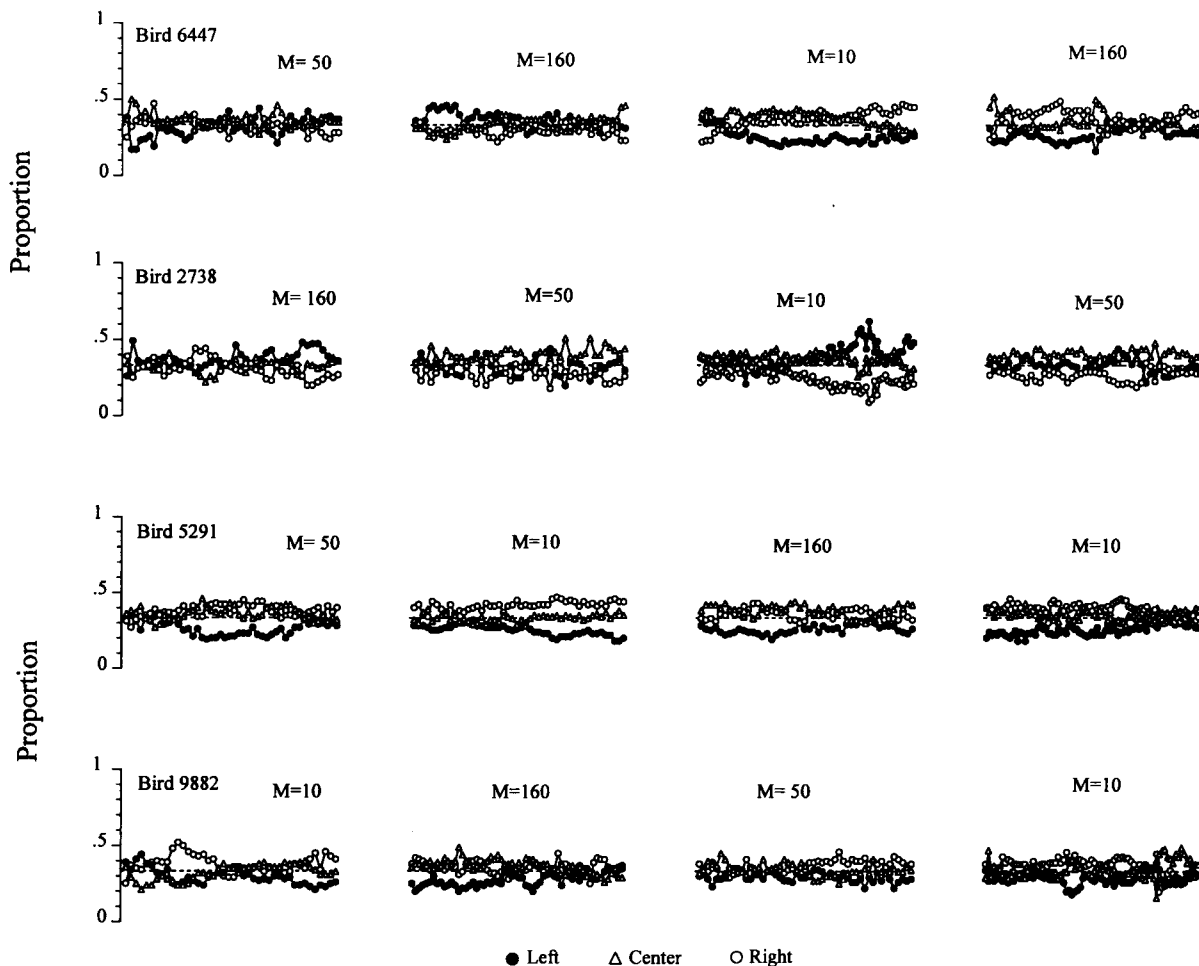 1
Bird 6447
M= 50
M=160
M=10
M=160
.5
0
Proportion
1
Bird 2738
M= 160
M=50
M=10
M=50
.5
0
1
Bird 5291
M= 50
M=10
M=160
M=10
.5
0
Proportion
1
Bird 9882
M=10
M=160
M= 50
M=10
.5
0
Left Center Right